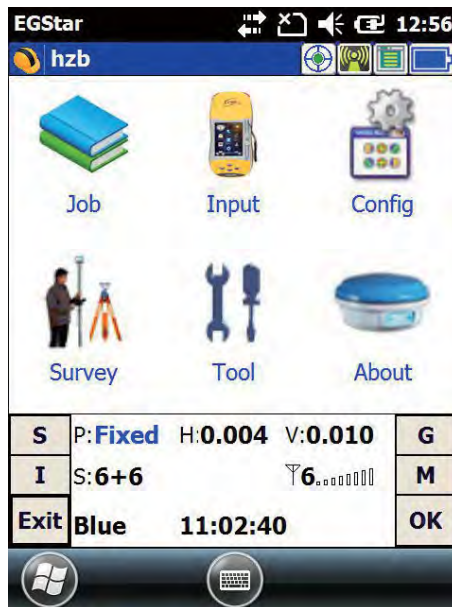 EGStar 12:56
hzb
Job Input Config
Survey Tool About
S P:Fixed H:0.004 V:0.010 G
I S:6+6 6 M
Exit Blue 11:02:40 OK